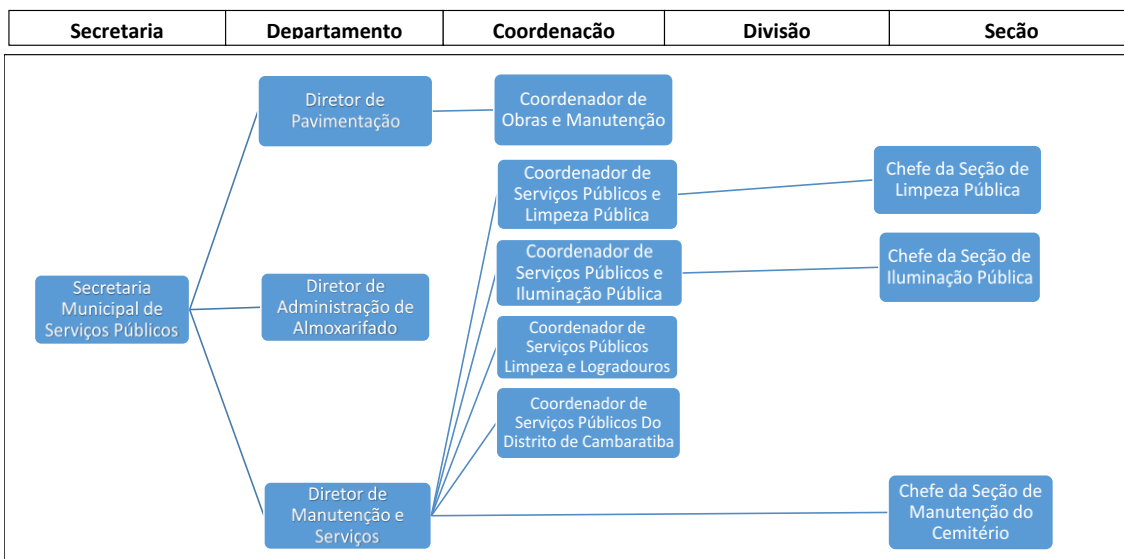 Secretaria
Departamento
Coordenação
Divisão
Seção
Diretor de
Pavimentação
Coordenador de
Obras e Manutenção
Coordenador de
Serviços Públicos e
Limpeza Pública
Chefe da Seção de
Limpeza Pública
Secretaria
Municipal de
Serviços Públicos
Diretor de
Administração de
Almoxarifado
Coordenador de
Serviços Públicos e
Iluminação Pública
Chefe da Seção de
Iluminação Pública
Coordenador de
Serviços Públicos
Limpeza e Logradouros
Coordenador de
Serviços Públicos Do
Distrito de Cambaratiba
Diretor de
Manutenção e
Serviços
Chefe da Seção de
Manutenção do
Cemitério